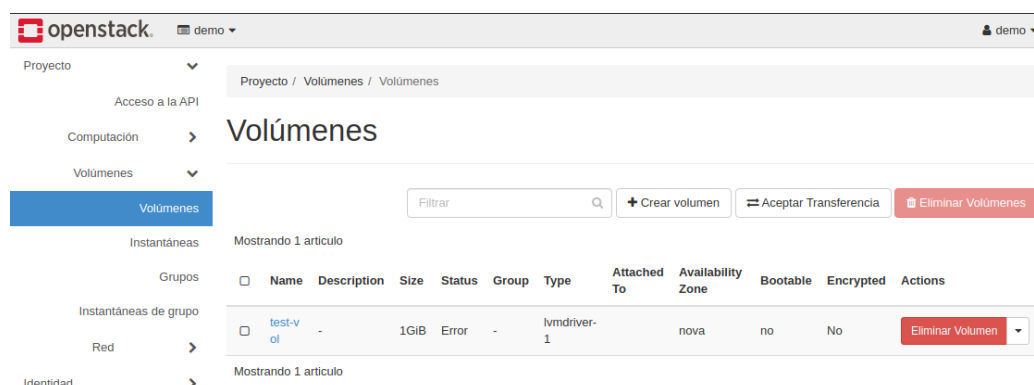 openstack. demo demo
Proyecto
Acceso a la API
Computación
Volúmenes
Volúmenes
Instantáneas
Grupos
Instantáneas de grupo
Red
Identidad
Proyecto / Volúmenes / Volúmenes
Volúmenes
Filtrar Crear volumen Aceptar Transferencia Eliminar Volúmenes
Mostrando 1 articulo
Name Description Size Status Group Type Attached To Availability Zone Bootable Encrypted Actions
test-v
ol - 1GiB Error - lvmdriver-
1 nova no No Eliminar Volumen
Mostrando 1 articulo